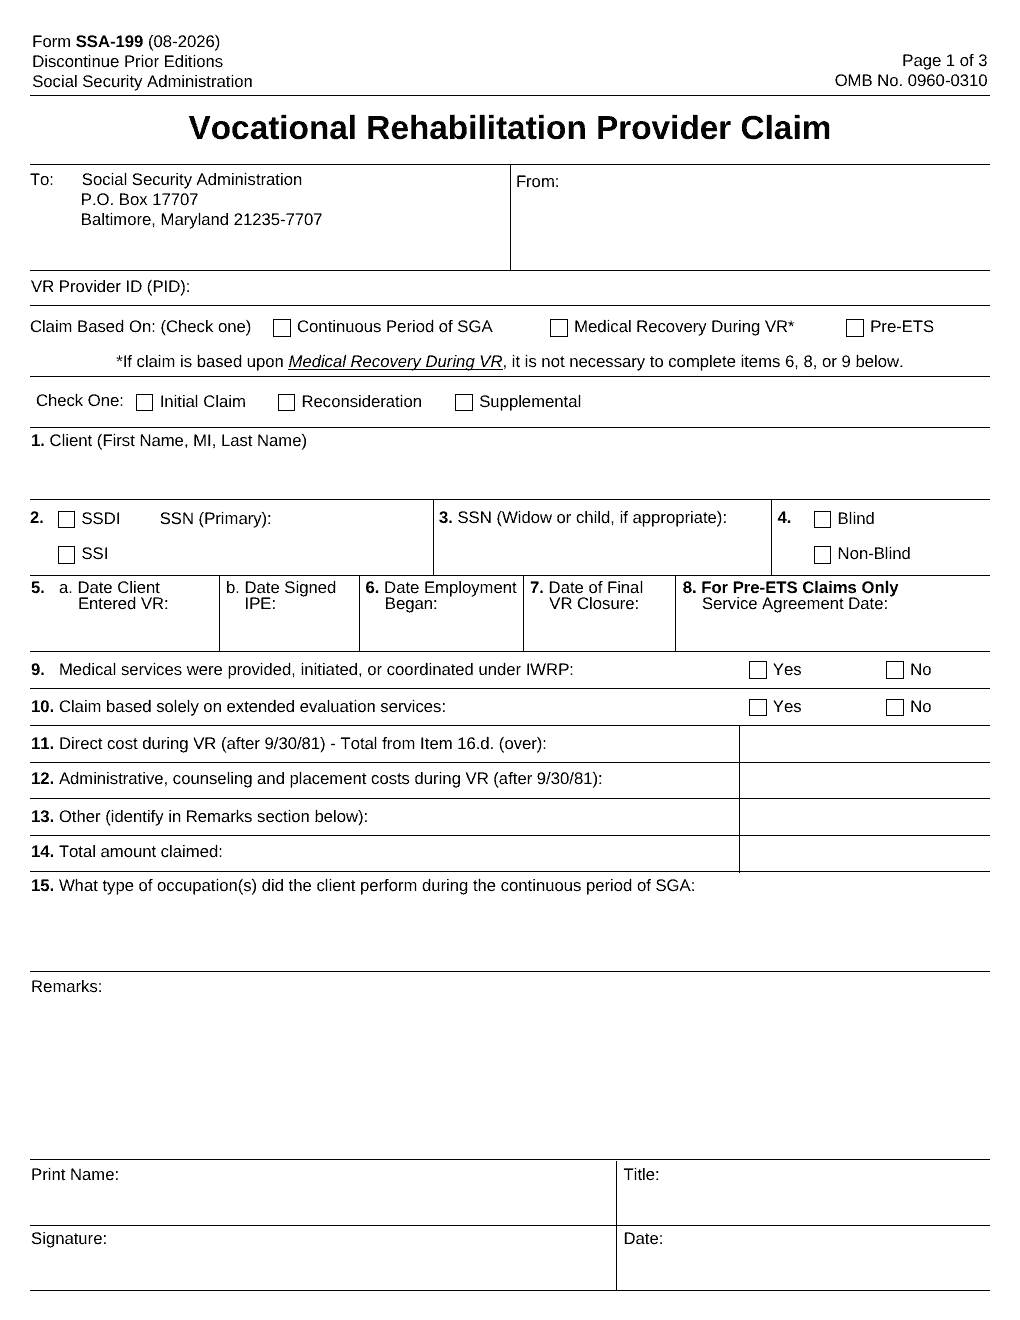 Form SSA-199 (08-2026)
Discontinue Prior Editions
Social Security Administration
Page 1 of 3
OMB No. 0960-0310
Vocational Rehabilitation Provider Claim
To: Social Security Administration
P.O. Box 17707
Baltimore, Maryland 21235-7707
From:
VR Provider ID (PID):
Claim Based On: (Check one) Continuous Period of SGA Medical Recovery During VR* Pre-ETS
*If claim is based upon Medical Recovery During VR, it is not necessary to complete items 6, 8, or 9 below.
Check One: Initial Claim Reconsideration Supplemental
1. Client (First Name, MI, Last Name)
2. SSDI SSN (Primary):
SSI
3. SSN (Widow or child, if appropriate):
4. Blind
Non-Blind
5. a. Date Client
Entered VR:
b. Date Signed
IPE:
6. Date Employment
Began:
7. Date of Final
VR Closure:
8. For Pre-ETS Claims Only
Service Agreement Date:
9. Medical services were provided, initiated, or coordinated under IWRP: Yes No
10. Claim based solely on extended evaluation services: Yes No
11. Direct cost during VR (after 9/30/81) - Total from Item 16.d. (over):
12. Administrative, counseling and placement costs during VR (after 9/30/81):
13. Other (identify in Remarks section below):
14. Total amount claimed:
15. What type of occupation(s) did the client perform during the continuous period of SGA:
Remarks:
Print Name:
Title:
Signature:
Date: